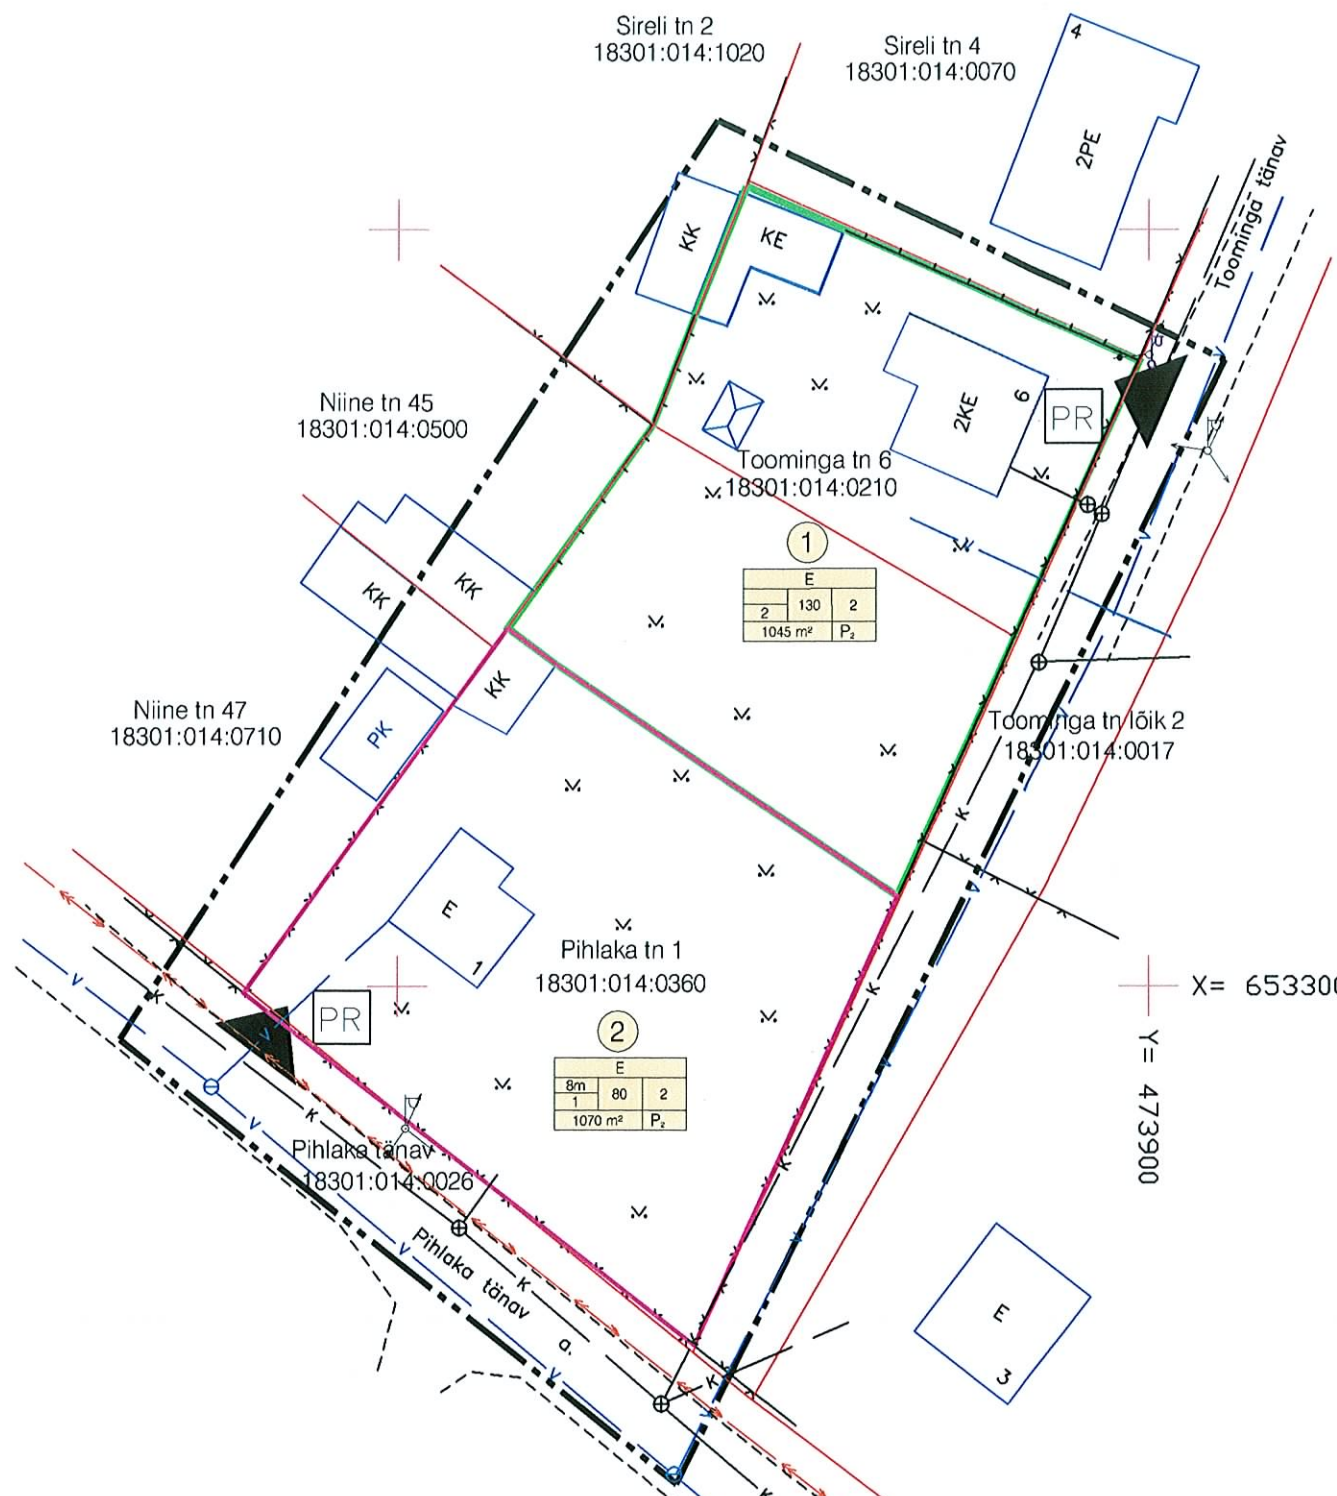 Sireli tn 2
18301:014:1020
Sireli tn 4
18301:014:0070
4
2PE
Toominga tänav
KK
KE
Niine tn 45
18301:014:0500
2KE
6
PR
Toominga tn 6
18301:014:0210
1
E
2
130
2
1045 m²
P₂
KK
KK
KK
Niine tn 47
18301:014:0710
PK
Toominga tn lõik 2
18301:014:0017
K
E
1
Pihlaka tn 1
18301:014:0360
K
X= 653300
Y= 473900
PR
2
E
8m
1
80
2
1070 m²
P₂
V
K
V
K
V
Pihlaka tänav
18301:014:0026
K
Pihlaka tänav
a.
V
K
V
K
K
E
3